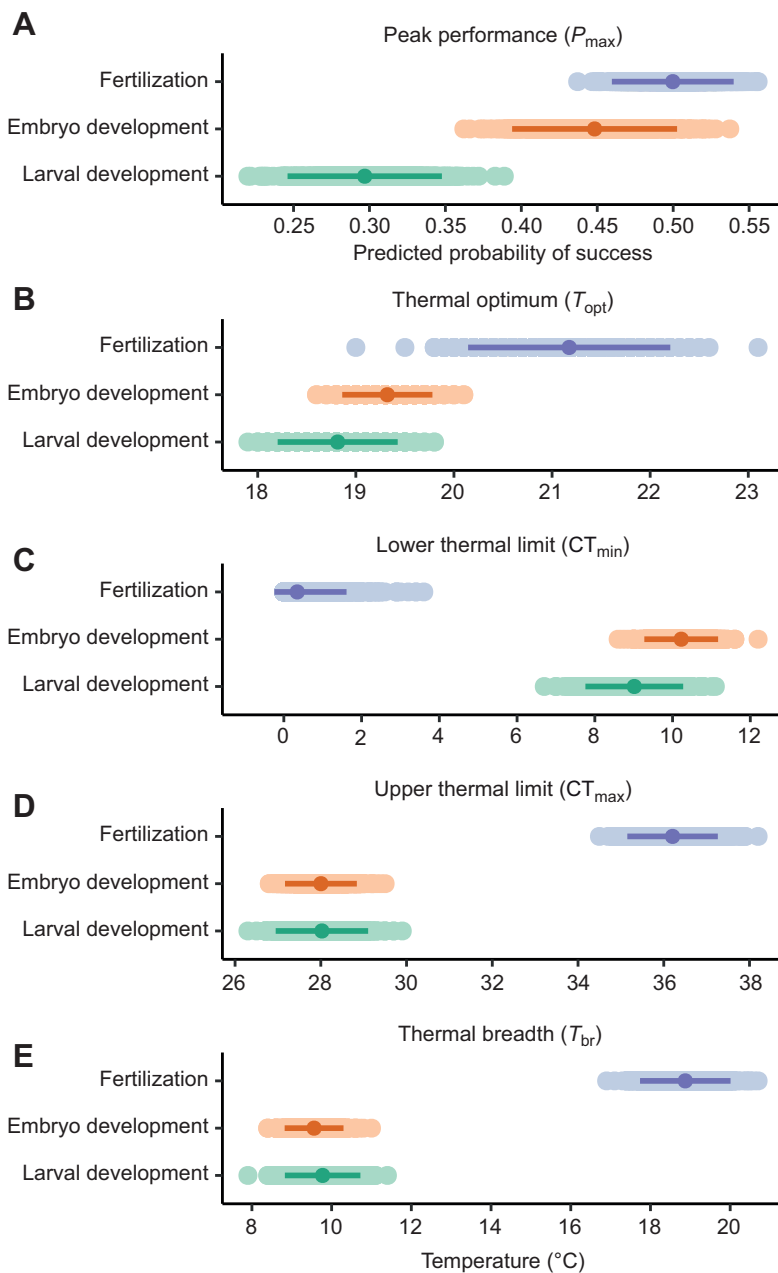 A
Peak performance (Pmax)
Fertilization
Embryo development
Larval development
0.25 0.30 0.35 0.40 0.45 0.50 0.55
Predicted probability of success
B
Thermal optimum (Topt)
Fertilization
Embryo development
Larval development
18 19 20 21 22 23
C
Lower thermal limit (CTmin)
Fertilization
Embryo development
Larval development
0 2 4 6 8 10 12
D
Upper thermal limit (CTmax)
Fertilization
Embryo development
Larval development
26 28 30 32 34 36 38
E
Thermal breadth (Tbr)
Fertilization
Embryo development
Larval development
8 10 12 14 16 18 20
Temperature (°C)